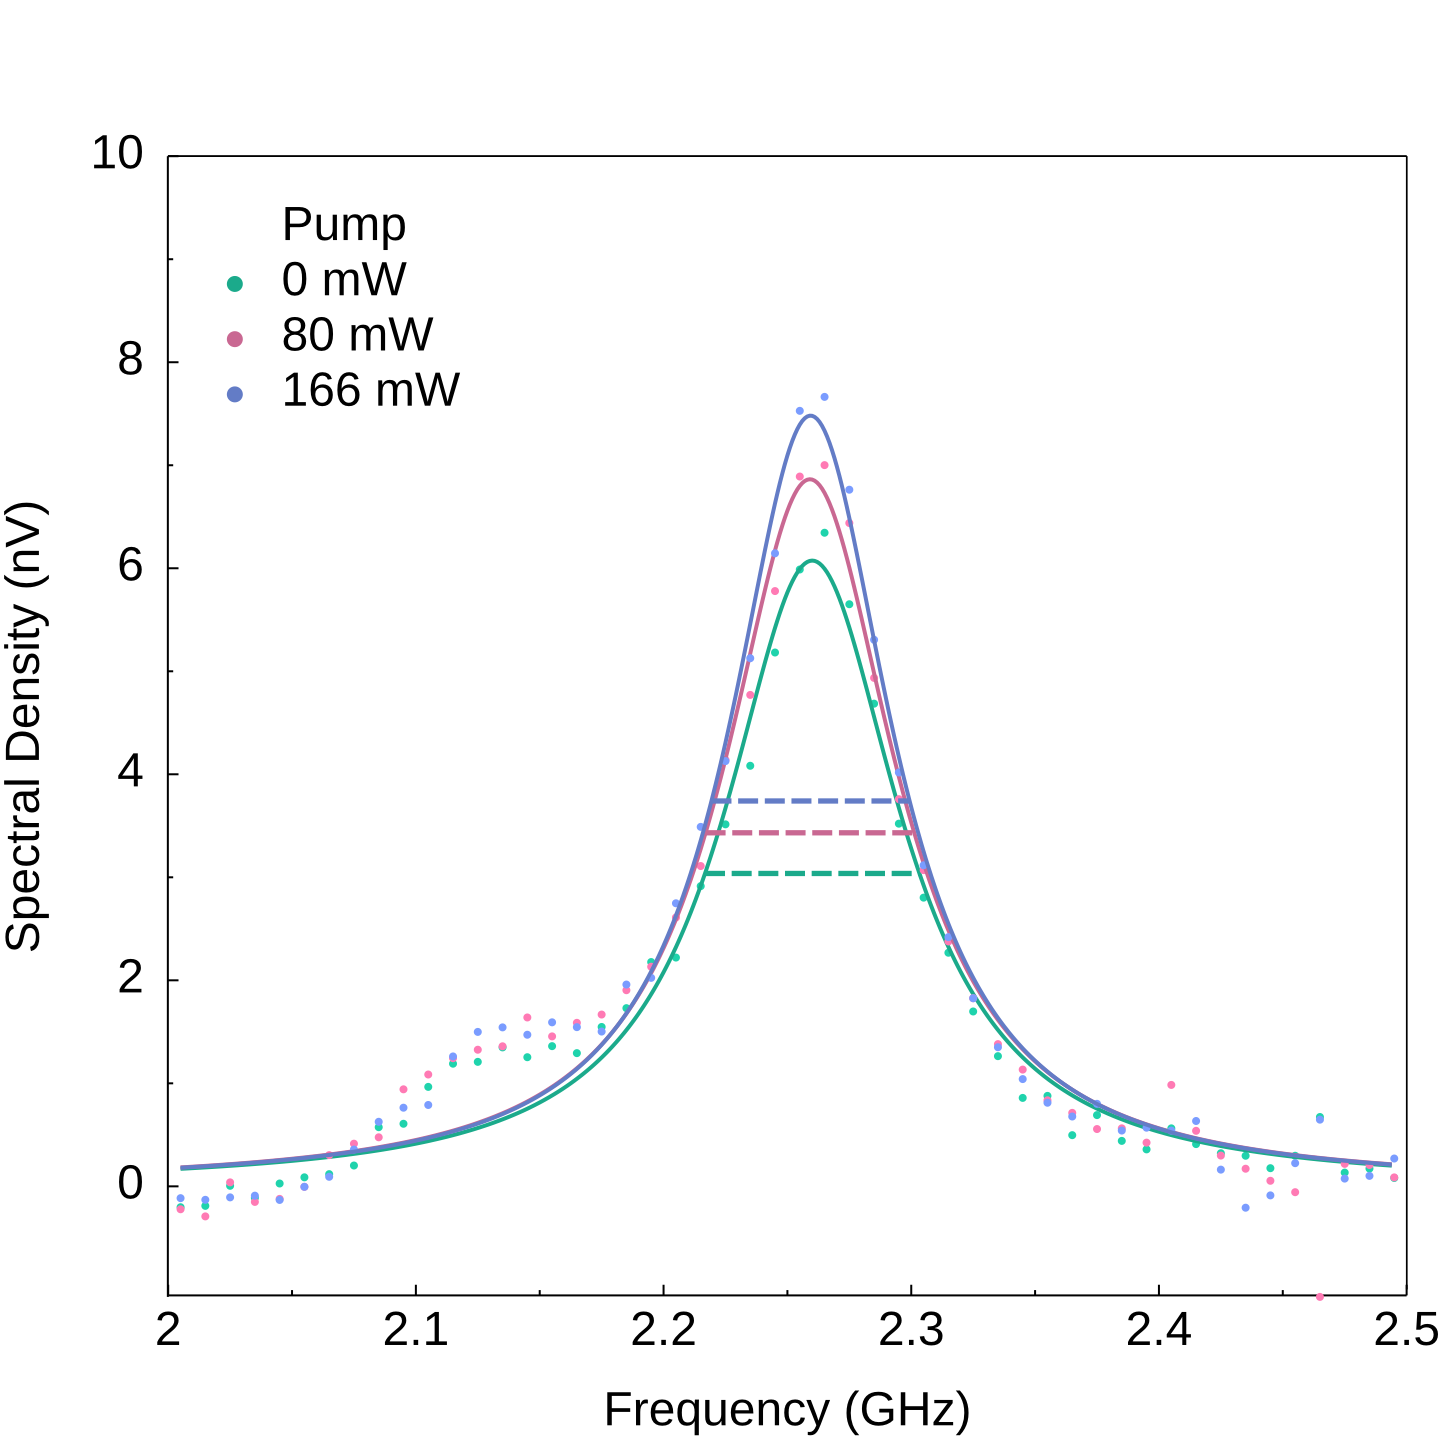 10
8
6
4
2
0
Spectral Density (nV)
Pump
0 mW
80 mW
166 mW
2 2.1 2.2 2.3 2.4 2.5
Frequency (GHz)